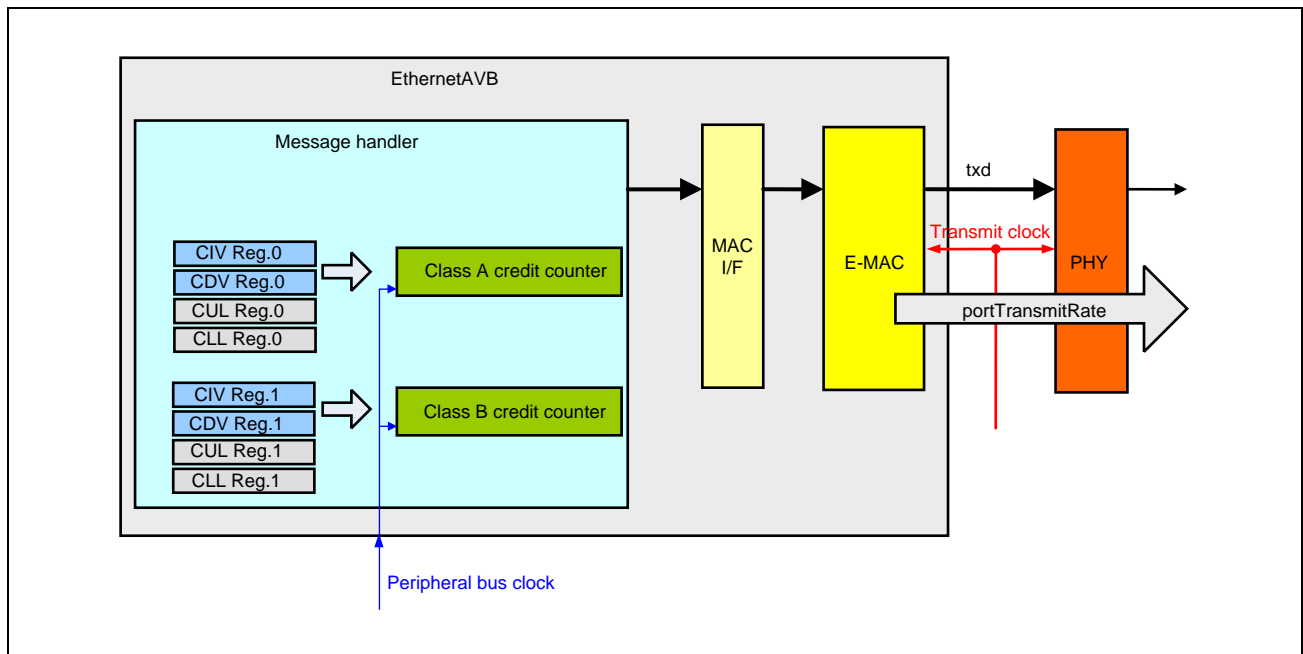 EthernetAVB
Message handler
CIV Reg.0
CDV Reg.0
CUL Reg.0
CLL Reg.0
Class A credit counter
CIV Reg.1
CDV Reg.1
CUL Reg.1
CLL Reg.1
Class B credit counter
MAC
I/F
E-MAC
txd
Transmit clock
PHY
portTransmitRate
Peripheral bus clock